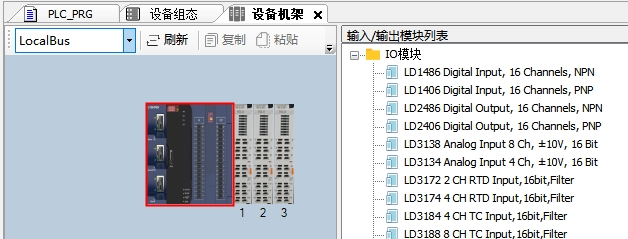 PLC_PRG 设备组态 设备机架
LocalBus 刷新 复制 粘贴
1 2 3
输入/输出模块列表
IO模块
LD1486 Digital Input, 16 Channels, NPN
LD1406 Digital Input, 16 Channels, PNP
LD2486 Digital Output, 16 Channels, NPN
LD2406 Digital Output, 16 Channels, PNP
LD3138 Analog Input 8 Ch, ±10V, 16 Bit
LD3134 Analog Input 4 Ch, ±10V, 16 Bit
LD3172 2 CH RTD Input,16bit,Filter
LD3174 4 CH RTD Input,16bit,Filter
LD3184 4 CH TC Input,16bit,Filter
LD3188 8 CH TC Input,16bit,Filter